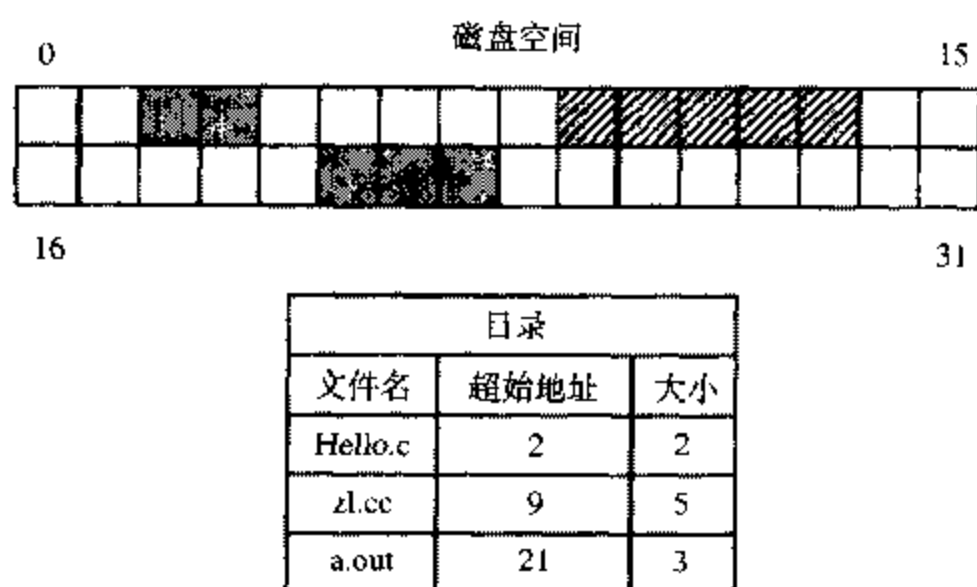 磁盘空间
0 15
16 31
目录
文件名 超始地址 大小
Hello.c 2 2
zl.cc 9 5
a.out 21 3